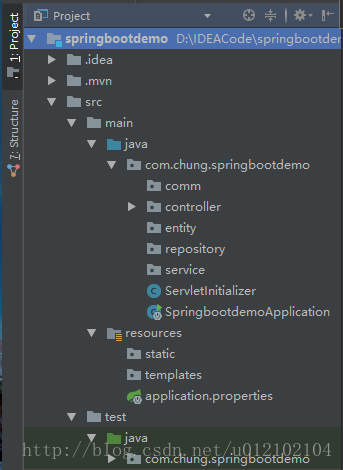 Project
1: Project
springbootdemo D:\IDEACode\springbootder
.idea
.mvn
src
main
java
com.chung.springbootdemo
comm
controller
entity
repository
service
ServletInitializer
SpringbootdemoApplication
resources
static
templates
application.properties
test
java
com.chung.springbootdemo
7: Structure
http://blog.csdn.net/u012102104